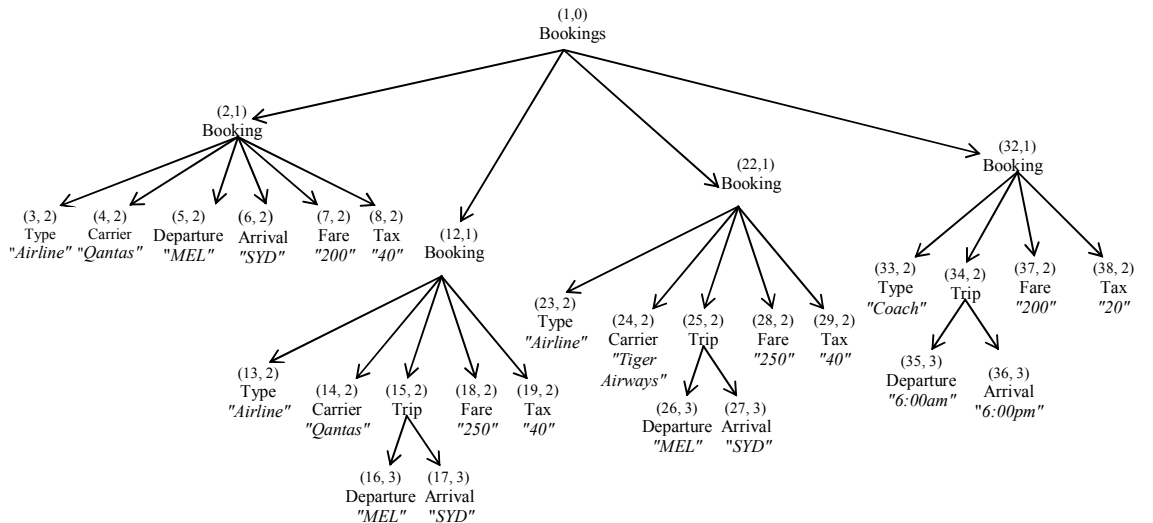 (1,0)
Bookings
(2,1)
Booking
(3, 2)
Type
"Airline"
(4, 2)
Carrier
"Qantas"
(5, 2)
Departure
"MEL"
(6, 2)
Arrival
"SYD"
(7, 2)
Fare
"200"
(8, 2)
Tax
"40"
(12,1)
Booking
(13, 2)
Type
"Airline"
(14, 2)
Carrier
"Qantas"
(15, 2)
Trip
(16, 3)
Departure
"MEL"
(17, 3)
Arrival
"SYD"
(18, 2)
Fare
"250"
(19, 2)
Tax
"40"
(22,1)
Booking
(23, 2)
Type
"Airline"
(24, 2)
Carrier
"Tiger
Airways"
(25, 2)
Trip
(26, 3)
Departure
"MEL"
(27, 3)
Arrival
"SYD"
(28, 2)
Fare
"250"
(29, 2)
Tax
"40"
(32,1)
Booking
(33, 2)
Type
"Coach"
(34, 2)
Trip
(35, 3)
Departure
"6:00am"
(36, 3)
Arrival
"6:00pm"
(37, 2)
Fare
"200"
(38, 2)
Tax
"20"